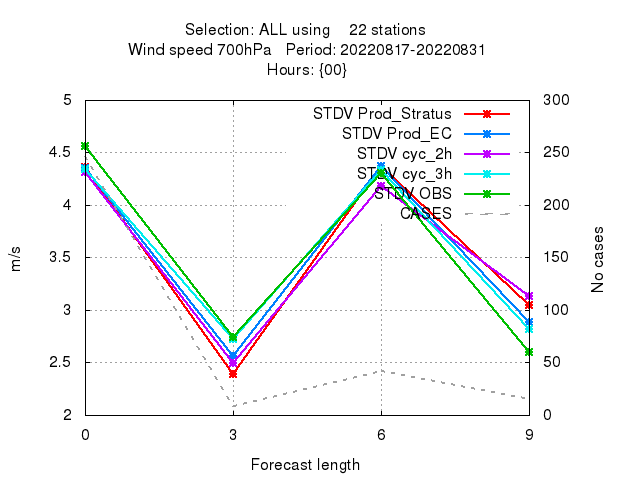 Selection: ALL using 22 stations
Wind speed 700hPa Period: 20220817-20220831
Hours: {00}
5 300
STDV Prod_Stratus
STDV Prod_EC
4.5 STDV cyc_2h 250
STDV cyc_3h
STDV OBS
4 200
CASES
3.5 150
m/s
No cases
3 100
2.5 50
2 0
0 3 6 9
Forecast length